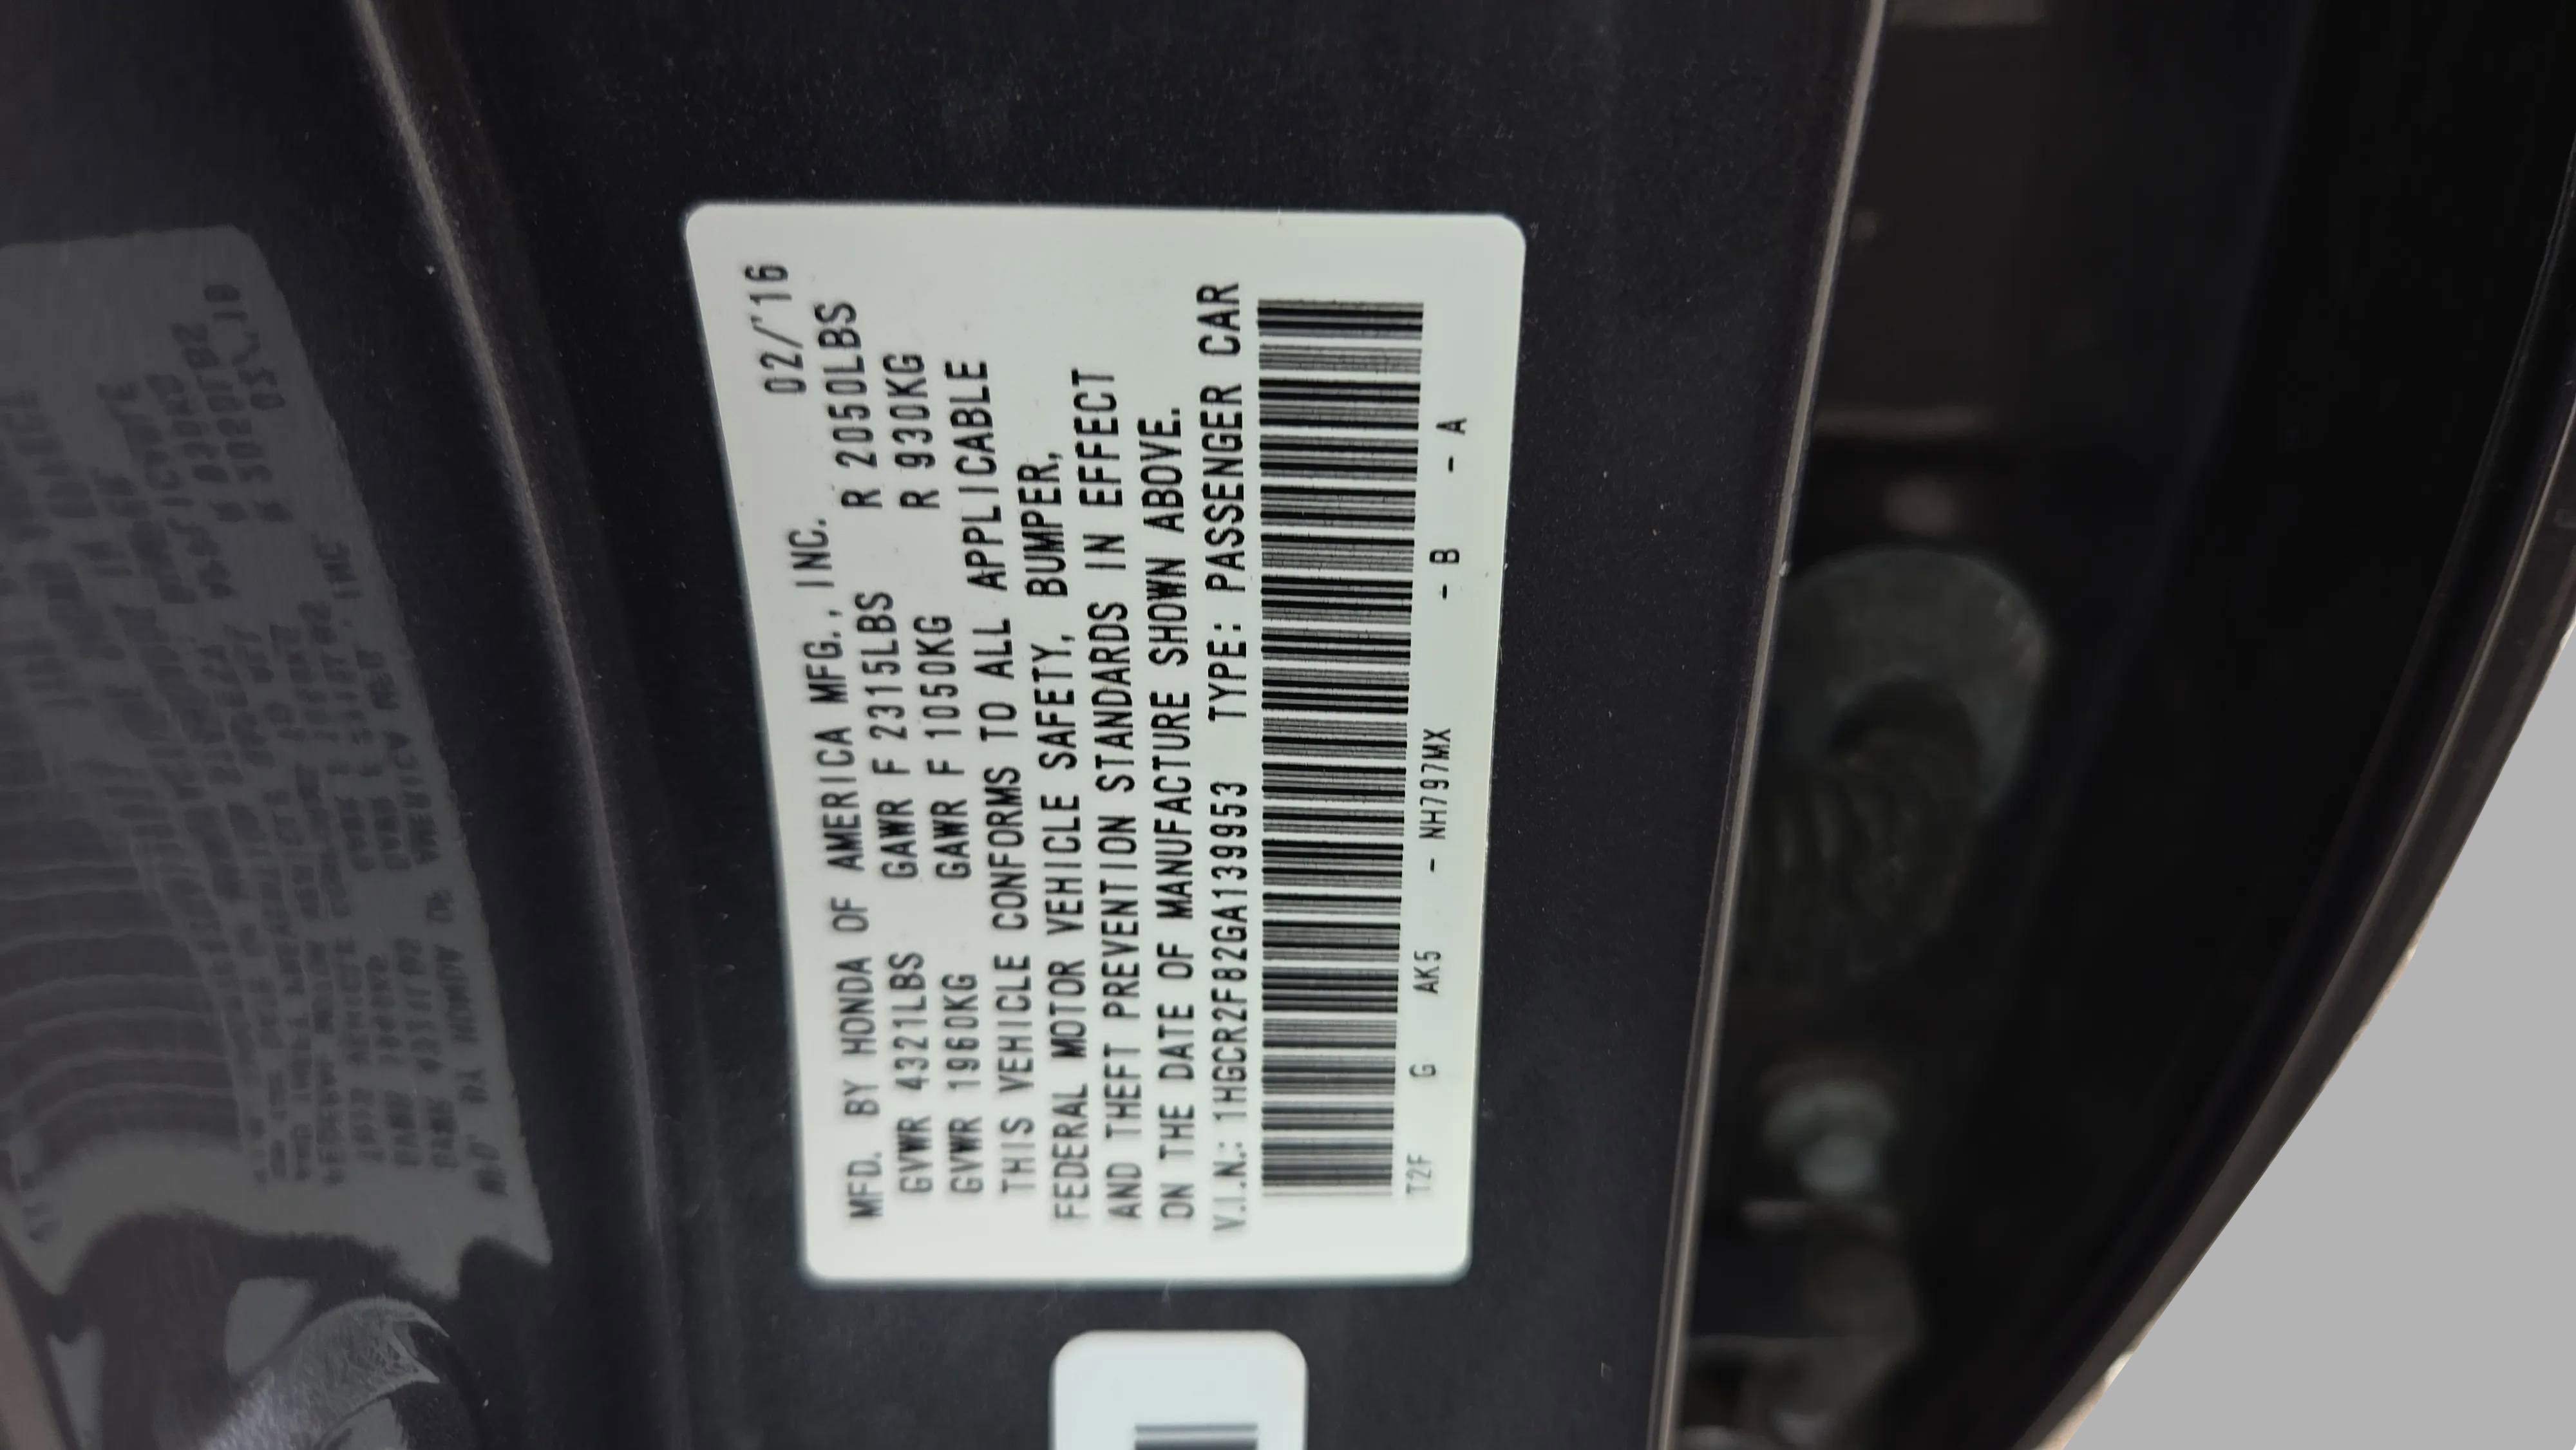 MFD. BY HONDA OF AMERICA MFG., INC. 02/'16
GVWR 4321LBS GAWR F 2315LBS R 2050LBS
GVWR 1960KG GAWR F 1050KG R 930KG
THIS VEHICLE CONFORMS TO ALL APPLICABLE
FEDERAL MOTOR VEHICLE SAFETY, BUMPER,
AND THEFT PREVENTION STANDARDS IN EFFECT
ON THE DATE OF MANUFACTURE SHOWN ABOVE.
V.I.N.: 1HGCR2F82GA139953 TYPE: PASSENGER CAR
T2F G AK5 - NH797MX - B - A